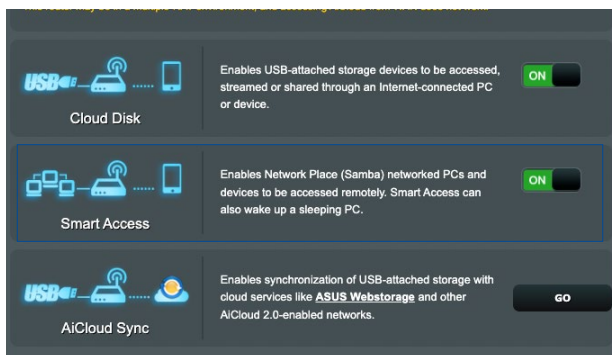 Enables USB-attached storage devices to be accessed,
streamed or shared through an Internet-connected PC
or device.
ON
USB
Cloud Disk
Enables Network Place (Samba) networked PCs and
devices to be accessed remotely. Smart Access can
also wake up a sleeping PC.
ON
Smart Access
Enables synchronization of USB-attached storage with
cloud services like ASUS Webstorage and other
AiCloud 2.0-enabled networks.
GO
USB
AiCloud Sync